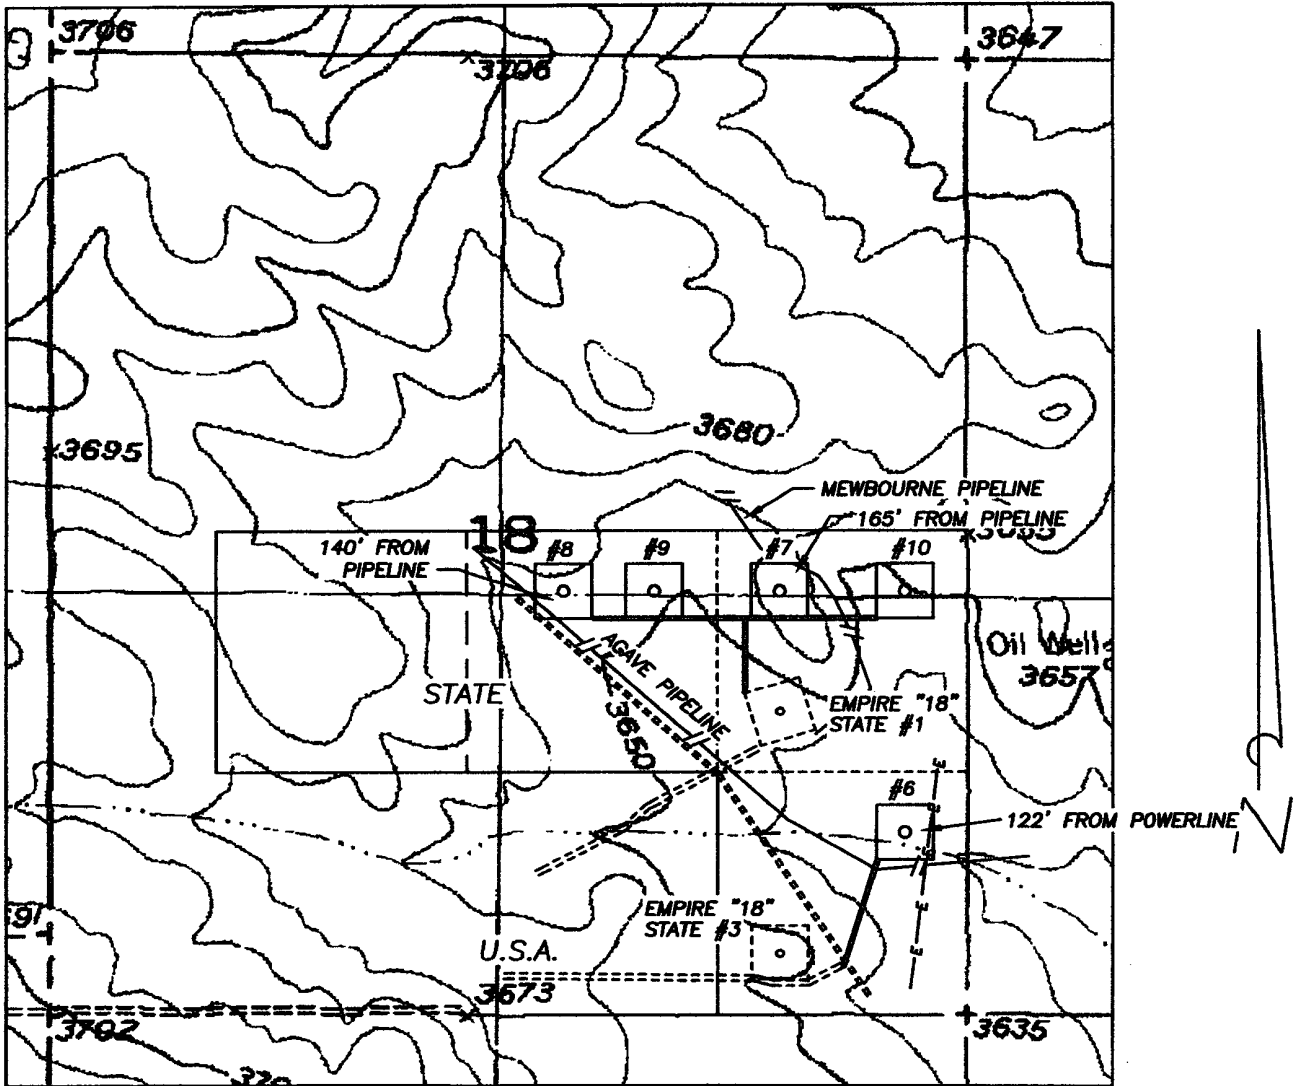 3706
3706
3647
3695
3680
MEWBOURNE PIPELINE
165' FROM PIPELINE
18
140' FROM
PIPELINE
#8
#9
#7
#10
Oil Wells
3657
AGAVE PIPELINE
STATE
3650
EMPIRE "18"
STATE #1
E
#6
122' FROM POWERLINE
E
E
EMPIRE "18"
STATE #3
E
U.S.A.
3673
3702
3635